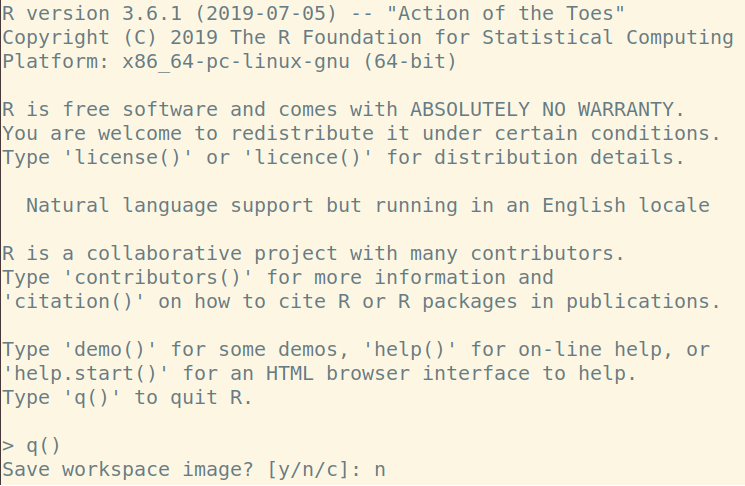 R version 3.6.1 (2019-07-05) -- "Action of the Toes"
Copyright (C) 2019 The R Foundation for Statistical Computing
Platform: x86_64-pc-linux-gnu (64-bit)

R is free software and comes with ABSOLUTELY NO WARRANTY.
You are welcome to redistribute it under certain conditions.
Type 'license()' or 'licence()' for distribution details.

  Natural language support but running in an English locale

R is a collaborative project with many contributors.
Type 'contributors()' for more information and
'citation()' on how to cite R or R packages in publications.

Type 'demo()' for some demos, 'help()' for on-line help, or
'help.start()' for an HTML browser interface to help.
Type 'q()' to quit R.

> q()
Save workspace image? [y/n/c]: n